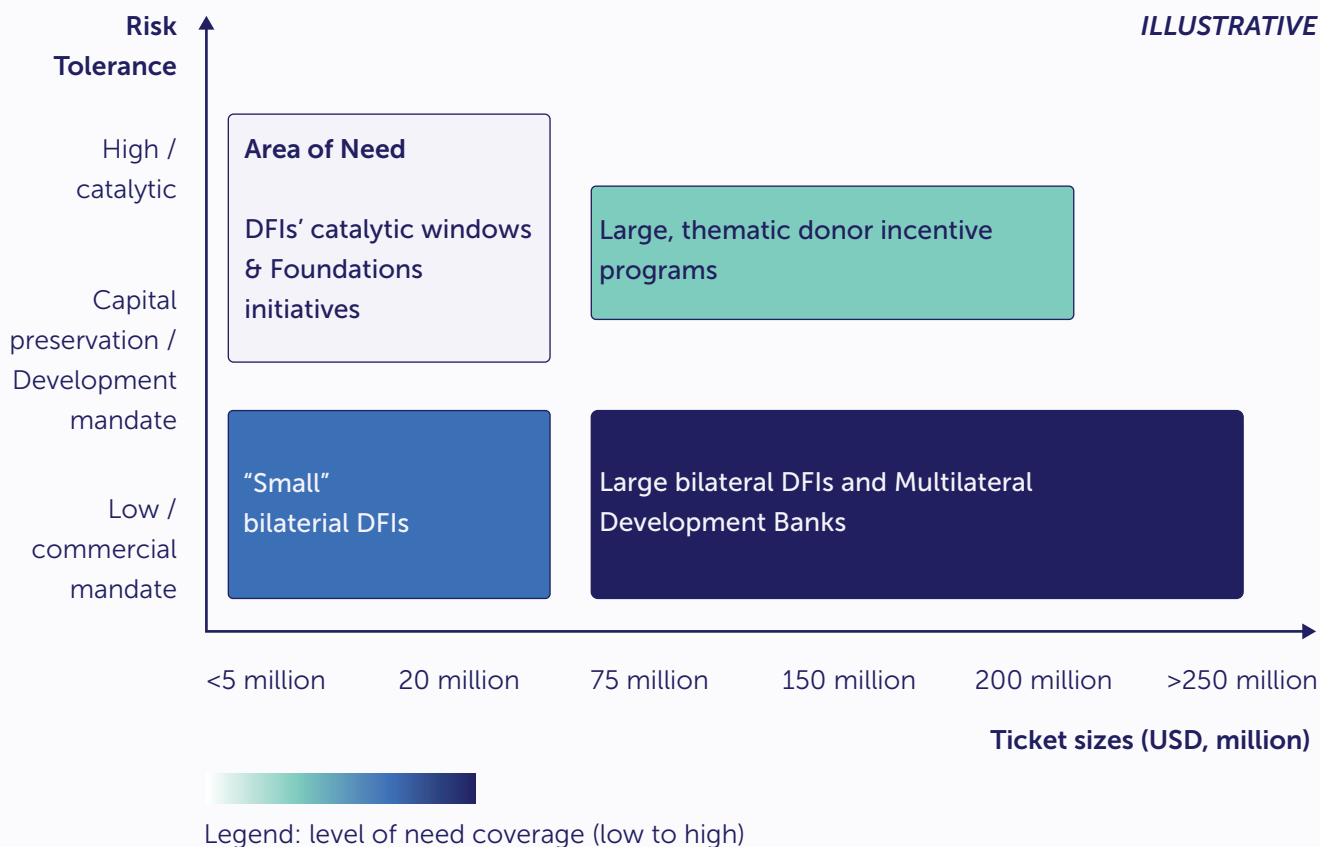 Risk
Tolerance
ILLUSTRATIVE
High /
catalytic
Capital
preservation /
Development
mandate
Low /
commercial
mandate
Area of Need
DFIs’ catalytic windows
& Foundations
initiatives
Large, thematic donor incentive
programs
“Small”
bilaterial DFIs
Large bilateral DFIs and Multilateral
Development Banks
<5 million 20 million 75 million 150 million 200 million >250 million
Ticket sizes (USD, million)
Legend: level of need coverage (low to high)